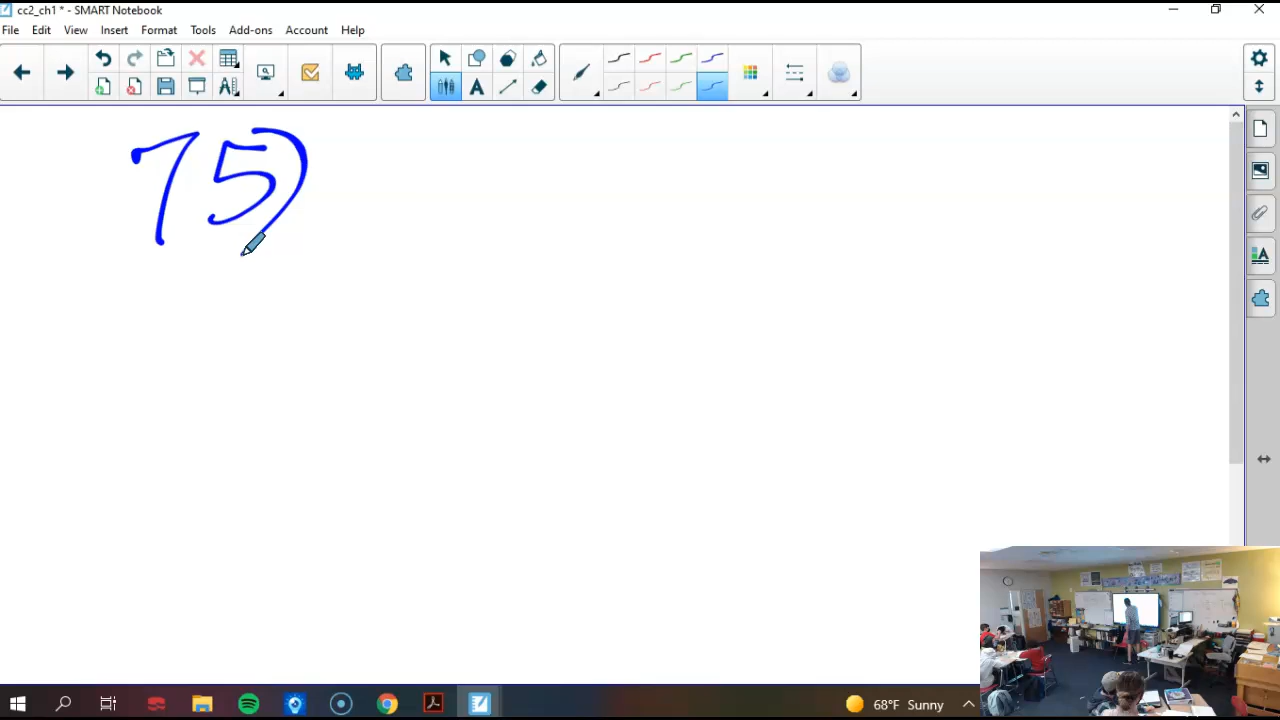 cc2_ch1 * - SMART Notebook
File Edit View Insert Format Tools Add-ons Account Help
75)
68°F Sunny